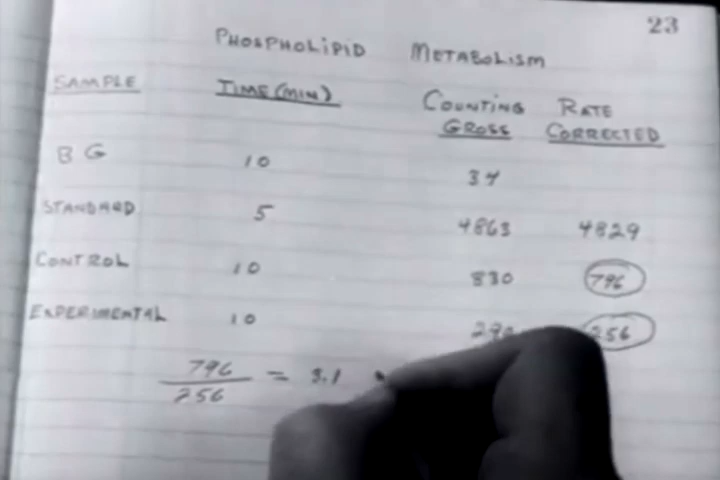 23
PHOSPHOLIPID METABOLISM
SAMPLE TIME (MIN) COUNTING GROSS RATE CORRECTED
BG 10 34
STANDARD 5 4863 4829
CONTROL 10 830 796
EXPERIMENTAL 10 256
796
256 = 3.1